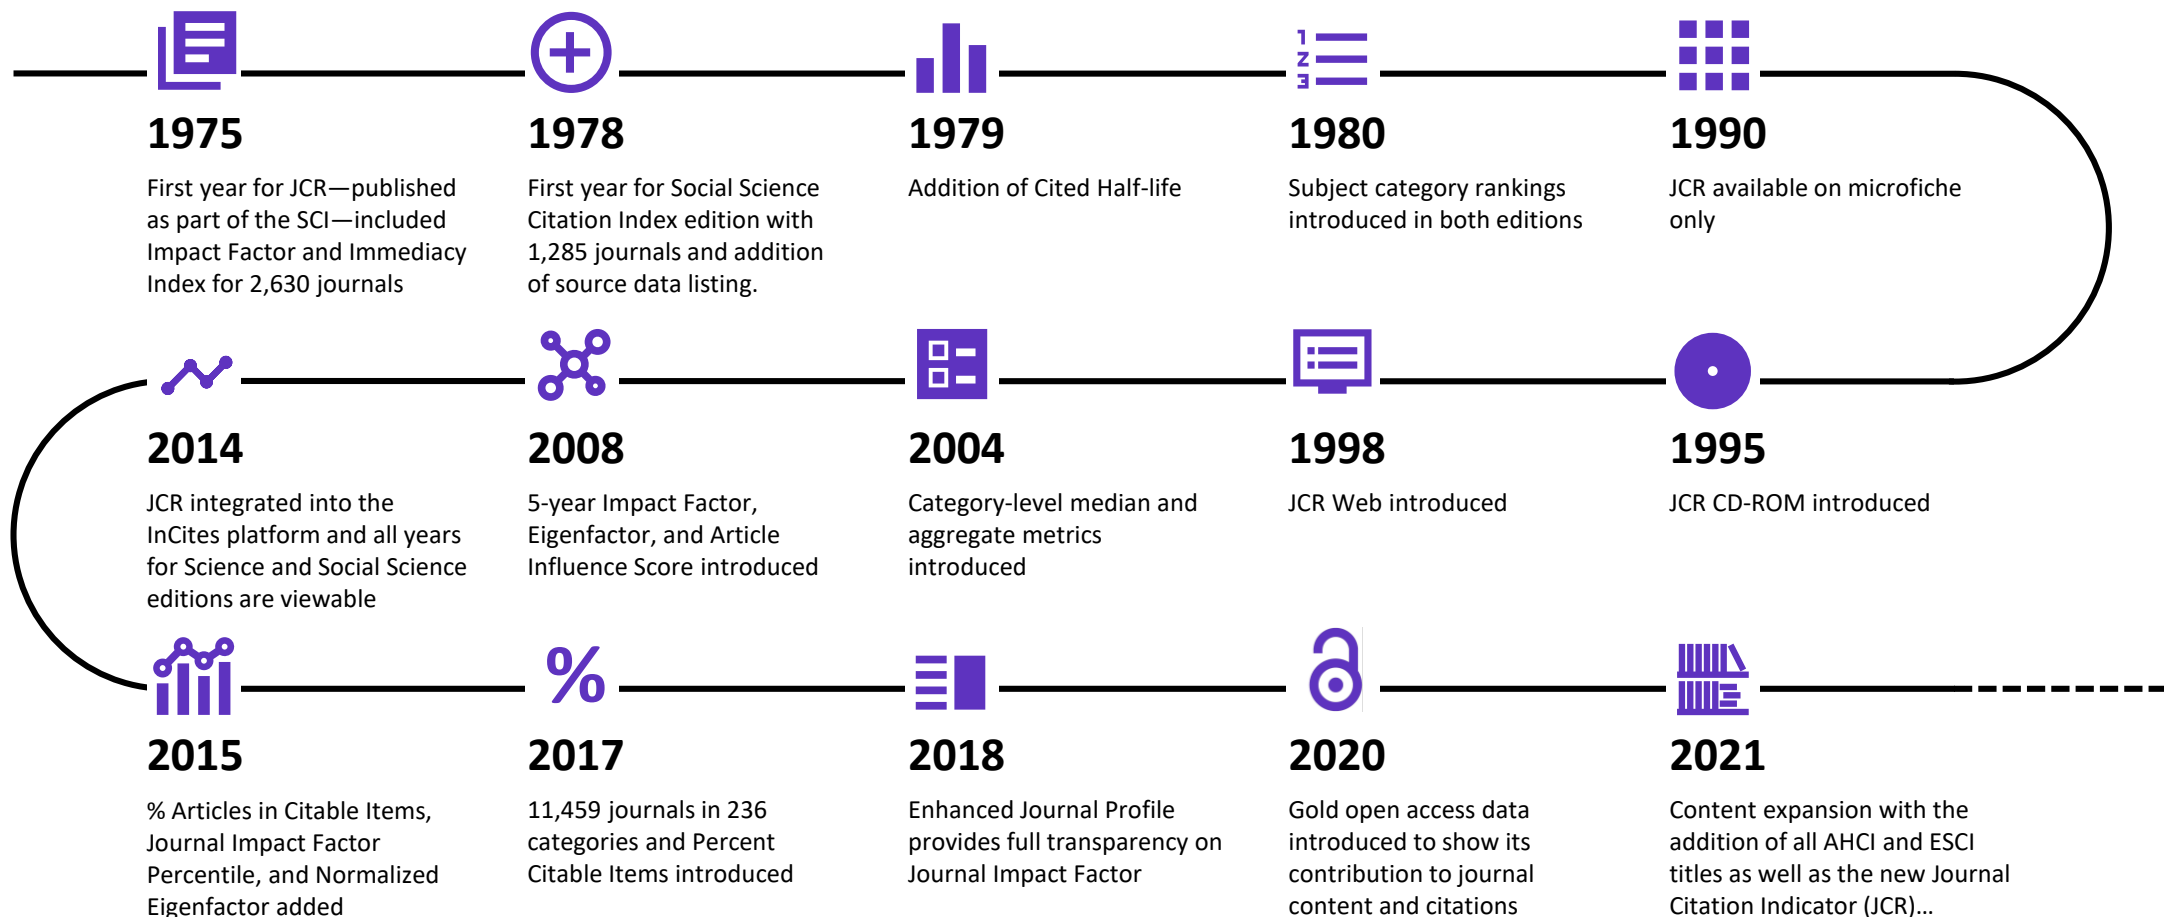 1
2
3
1975
First year for JCR—published
as part of the SCI—included
Impact Factor and Immediacy
Index for 2,630 journals
1978
First year for Social Science
Citation Index edition with
1,285 journals and addition
of source data listing.
1979
Addition of Cited Half-life
1980
Subject category rankings
introduced in both editions
1990
JCR available on microfiche
only
1995
JCR CD-ROM introduced
1998
JCR Web introduced
2004
Category-level median and
aggregate metrics
introduced
2008
5-year Impact Factor,
Eigenfactor, and Article
Influence Score introduced
2014
JCR integrated into the
InCites platform and all years
for Science and Social Science
editions are viewable
2015
% Articles in Citable Items,
Journal Impact Factor
Percentile, and Normalized
Eigenfactor added
%
2017
11,459 journals in 236
categories and Percent
Citable Items introduced
2018
Enhanced Journal Profile
provides full transparency on
Journal Impact Factor
2020
Gold open access data
introduced to show its
contribution to journal
content and citations
2021
Content expansion with the
addition of all AHCI and ESCI
titles as well as the new Journal
Citation Indicator (JCR)…